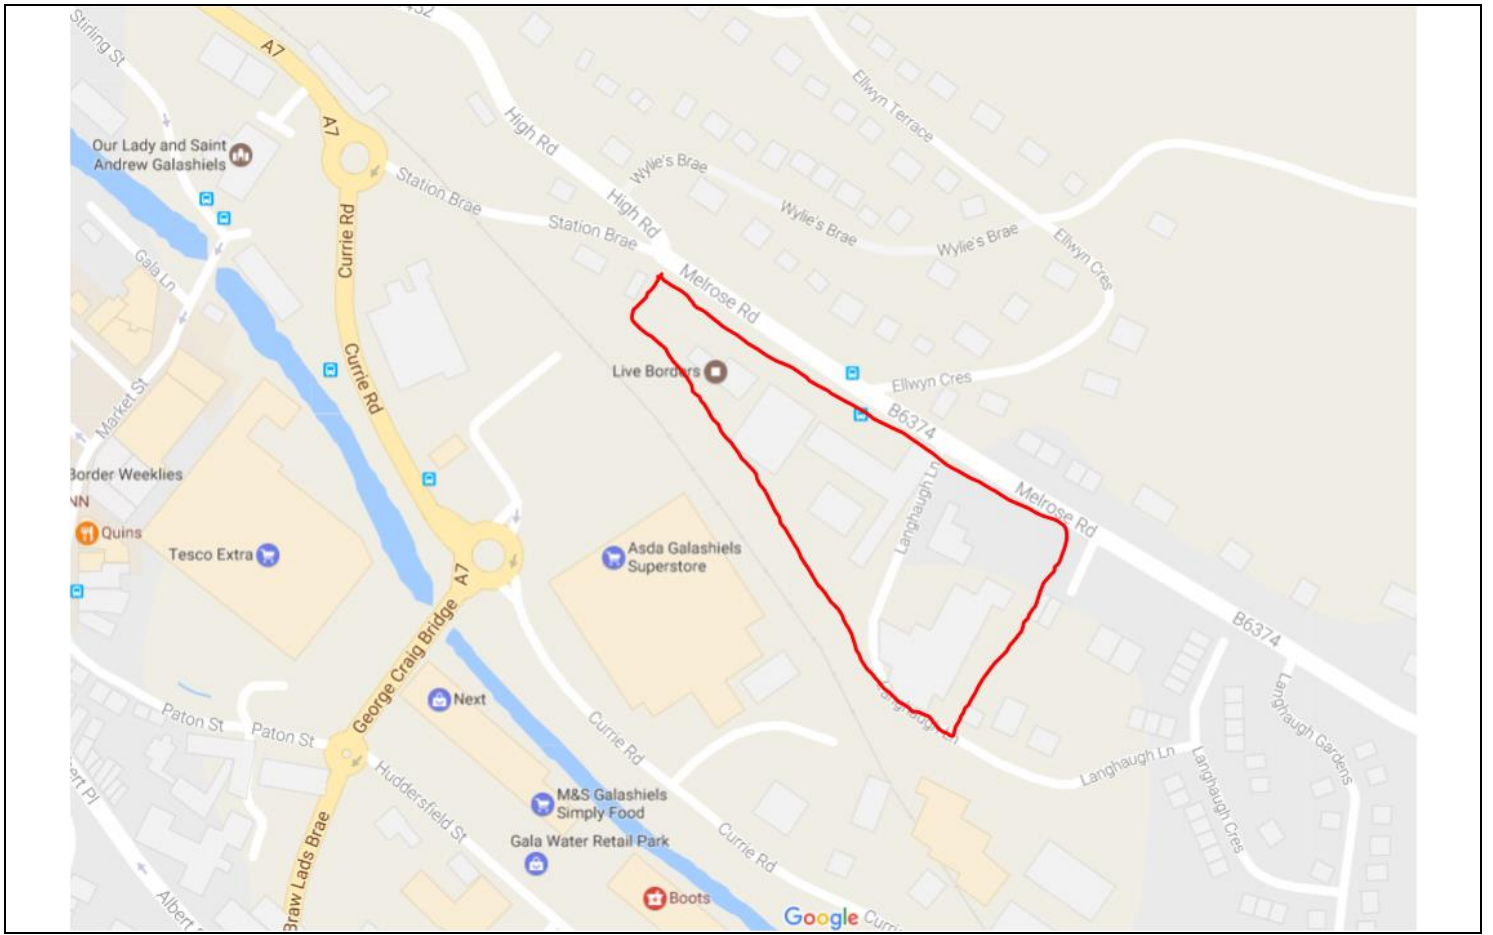 Stirling St
A7
A7
Our Lady and Saint
Andrew Galashiels
Station Brae
Station Brae
High Rd
High Rd
Wylie's Brae
Wylie's Brae
Wylie's Brae
Ellwyn Terrace
Ellwyn Cres
Ellwyn Cres
Currie Rd
Gala Ln
Melrose Rd
Currie Rd
Market St
Live Borders
B6374
Border Weeklies
Quins
Tesco Extra
Asda Galashiels
Superstore
A7
Langhaugh Ln
Melrose Rd
B6374
George Craig Bridge
Next
Paton St
Paton St
Currie Rd
Langhaugh Ln
Langhaugh Ln
Langhaugh Gardens
Langhaugh Cres
Huddersfield St
M&S Galashiels
Simply Food
Gala Water Retail Park
Currie Rd
Braw Lads Brae
Albert
Boots
Google
Currie